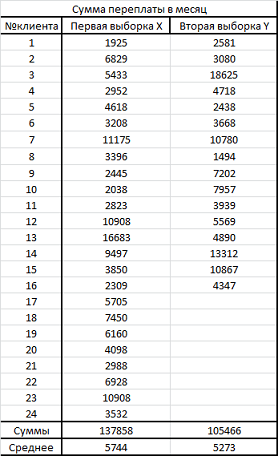 Сумма переплаты в месяц
№клиента Первая выборка X Вторая выборка Y
1 1925 2581
2 6829 3080
3 5433 18625
4 2952 4718
5 4618 2438
6 3208 3668
7 11175 10780
8 3396 1494
9 2445 7202
10 2038 7957
11 2823 3939
12 10908 5569
13 16683 4890
14 9497 13312
15 3850 10867
16 2309 4347
17 5705
18 7450
19 6160
20 4098
21 2988
22 6928
23 10908
24 3532
Суммы 137858 105466
Среднее 5744 5273